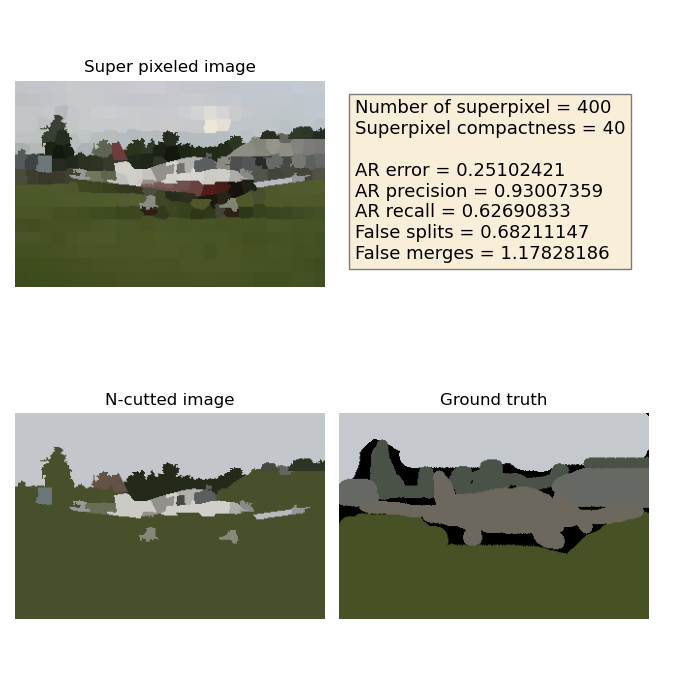 Super pixeled image
Number of superpixel = 400
Superpixel compactness = 40
AR error = 0.25102421
AR precision = 0.93007359
AR recall = 0.62690833
False splits = 0.68211147
False merges = 1.17828186
N-cutted image
Ground truth